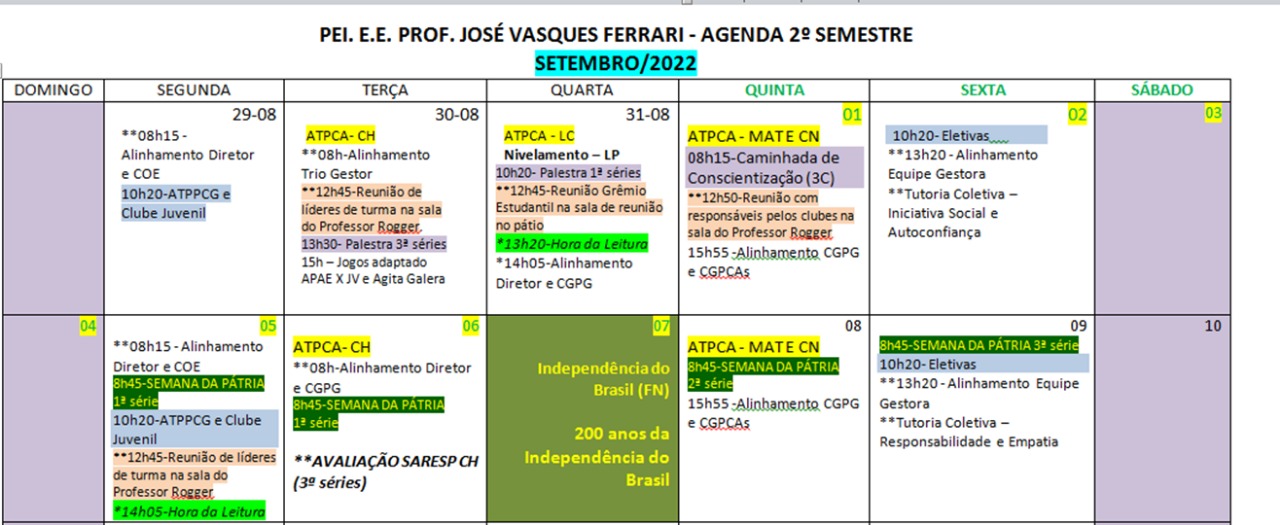 PEI. E.E. PROF. JOSÉ VASQUES FERRARI - AGENDA 2º SEMESTRE
SETEMBRO/2022
DOMINGO SEGUNDA TERÇA QUARTA QUINTA SEXTA SÁBADO
29-08
**08h15 -
Alinhamento Diretor
e COE
10h20-ATPPCG e
Clube Juvenil
30-08
ATPCA- CH
**08h-Alinhamento
Trio Gestor
**12h45-Reunião de
líderes de turma na sala
do Professor Rogger.
13h30- Palestra 3ª séries
15h – Jogos adaptado
APAE X JV e Agita Galera
31-08
ATPCA - LC
Nivelamento – LP
10h20- Palestra 1ª séries
**12h45-Reunião Grêmio
Estudantil na sala de reunião
no pátio
*13h20-Hora da Leitura
*14h05-Alinhamento
Diretor e CGPG
01
ATPCA - MAT E CN
08h15-Caminhada de
Conscientização (3C)
**12h50-Reunião com
responsáveis pelos clubes na
sala do Professor Rogger
15h55 -Alinhamento CGPG
e CGPCAs
02
10h20- Eletivas
**13h20 - Alinhamento
Equipe Gestora
**Tutoria Coletiva –
Iniciativa Social e
Autoconfiança
03
04
05
**08h15 - Alinhamento
Diretor e COE
8h45-SEMANA DA PÁTRIA
1ª série
10h20-ATPPCG e Clube
Juvenil
**12h45-Reunião de líderes
de turma na sala do
Professor Rogger
*14h05-Hora da Leitura
06
ATPCA- CH
**08h-Alinhamento Diretor
e CGPG
8h45-SEMANA DA PÁTRIA
1ª série
**AVALIAÇÃO SARESP CH
(3ª séries)
07
Independência do
Brasil (FN)
200 anos da
Independência do
Brasil
08
ATPCA - MAT E CN
8h45-SEMANA DA PÁTRIA
2ª série
15h55 -Alinhamento CGPG
e CGPCAs
09
8h45-SEMANA DA PÁTRIA 3ª série
10h20- Eletivas
**13h20 - Alinhamento Equipe
Gestora
**Tutoria Coletiva –
Responsabilidade e Empatia
10